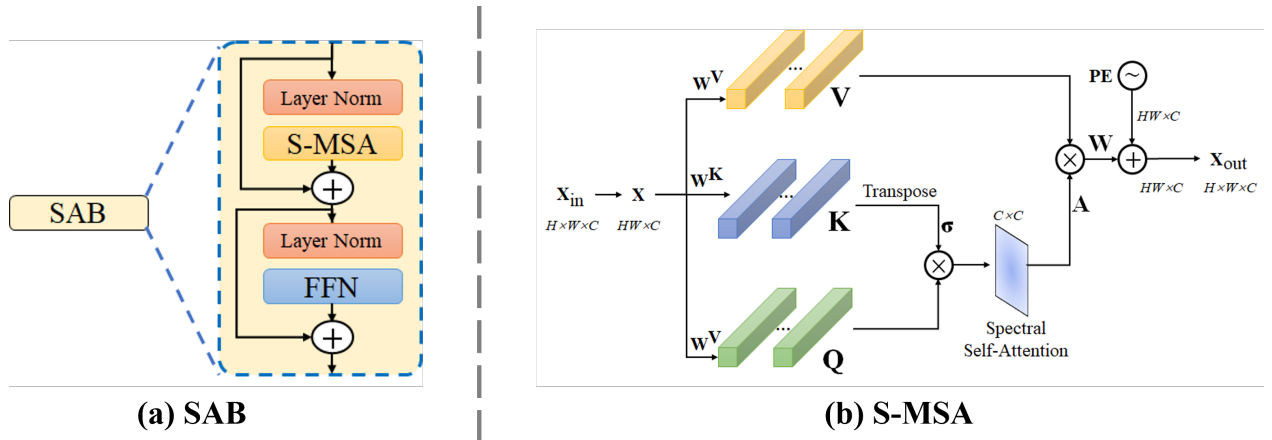 SAB
Layer Norm
S-MSA
+
Layer Norm
FFN
+
(a) SAB
X_in
H×W×C
X
HW×C
W^V
...
V
W^K
...
K
Transpose
σ
W^V
...
Q
×
C×C
Spectral
Self-Attention
A
×
W
PE
~
HW×C
+
HW×C
X_out
H×W×C
(b) S-MSA